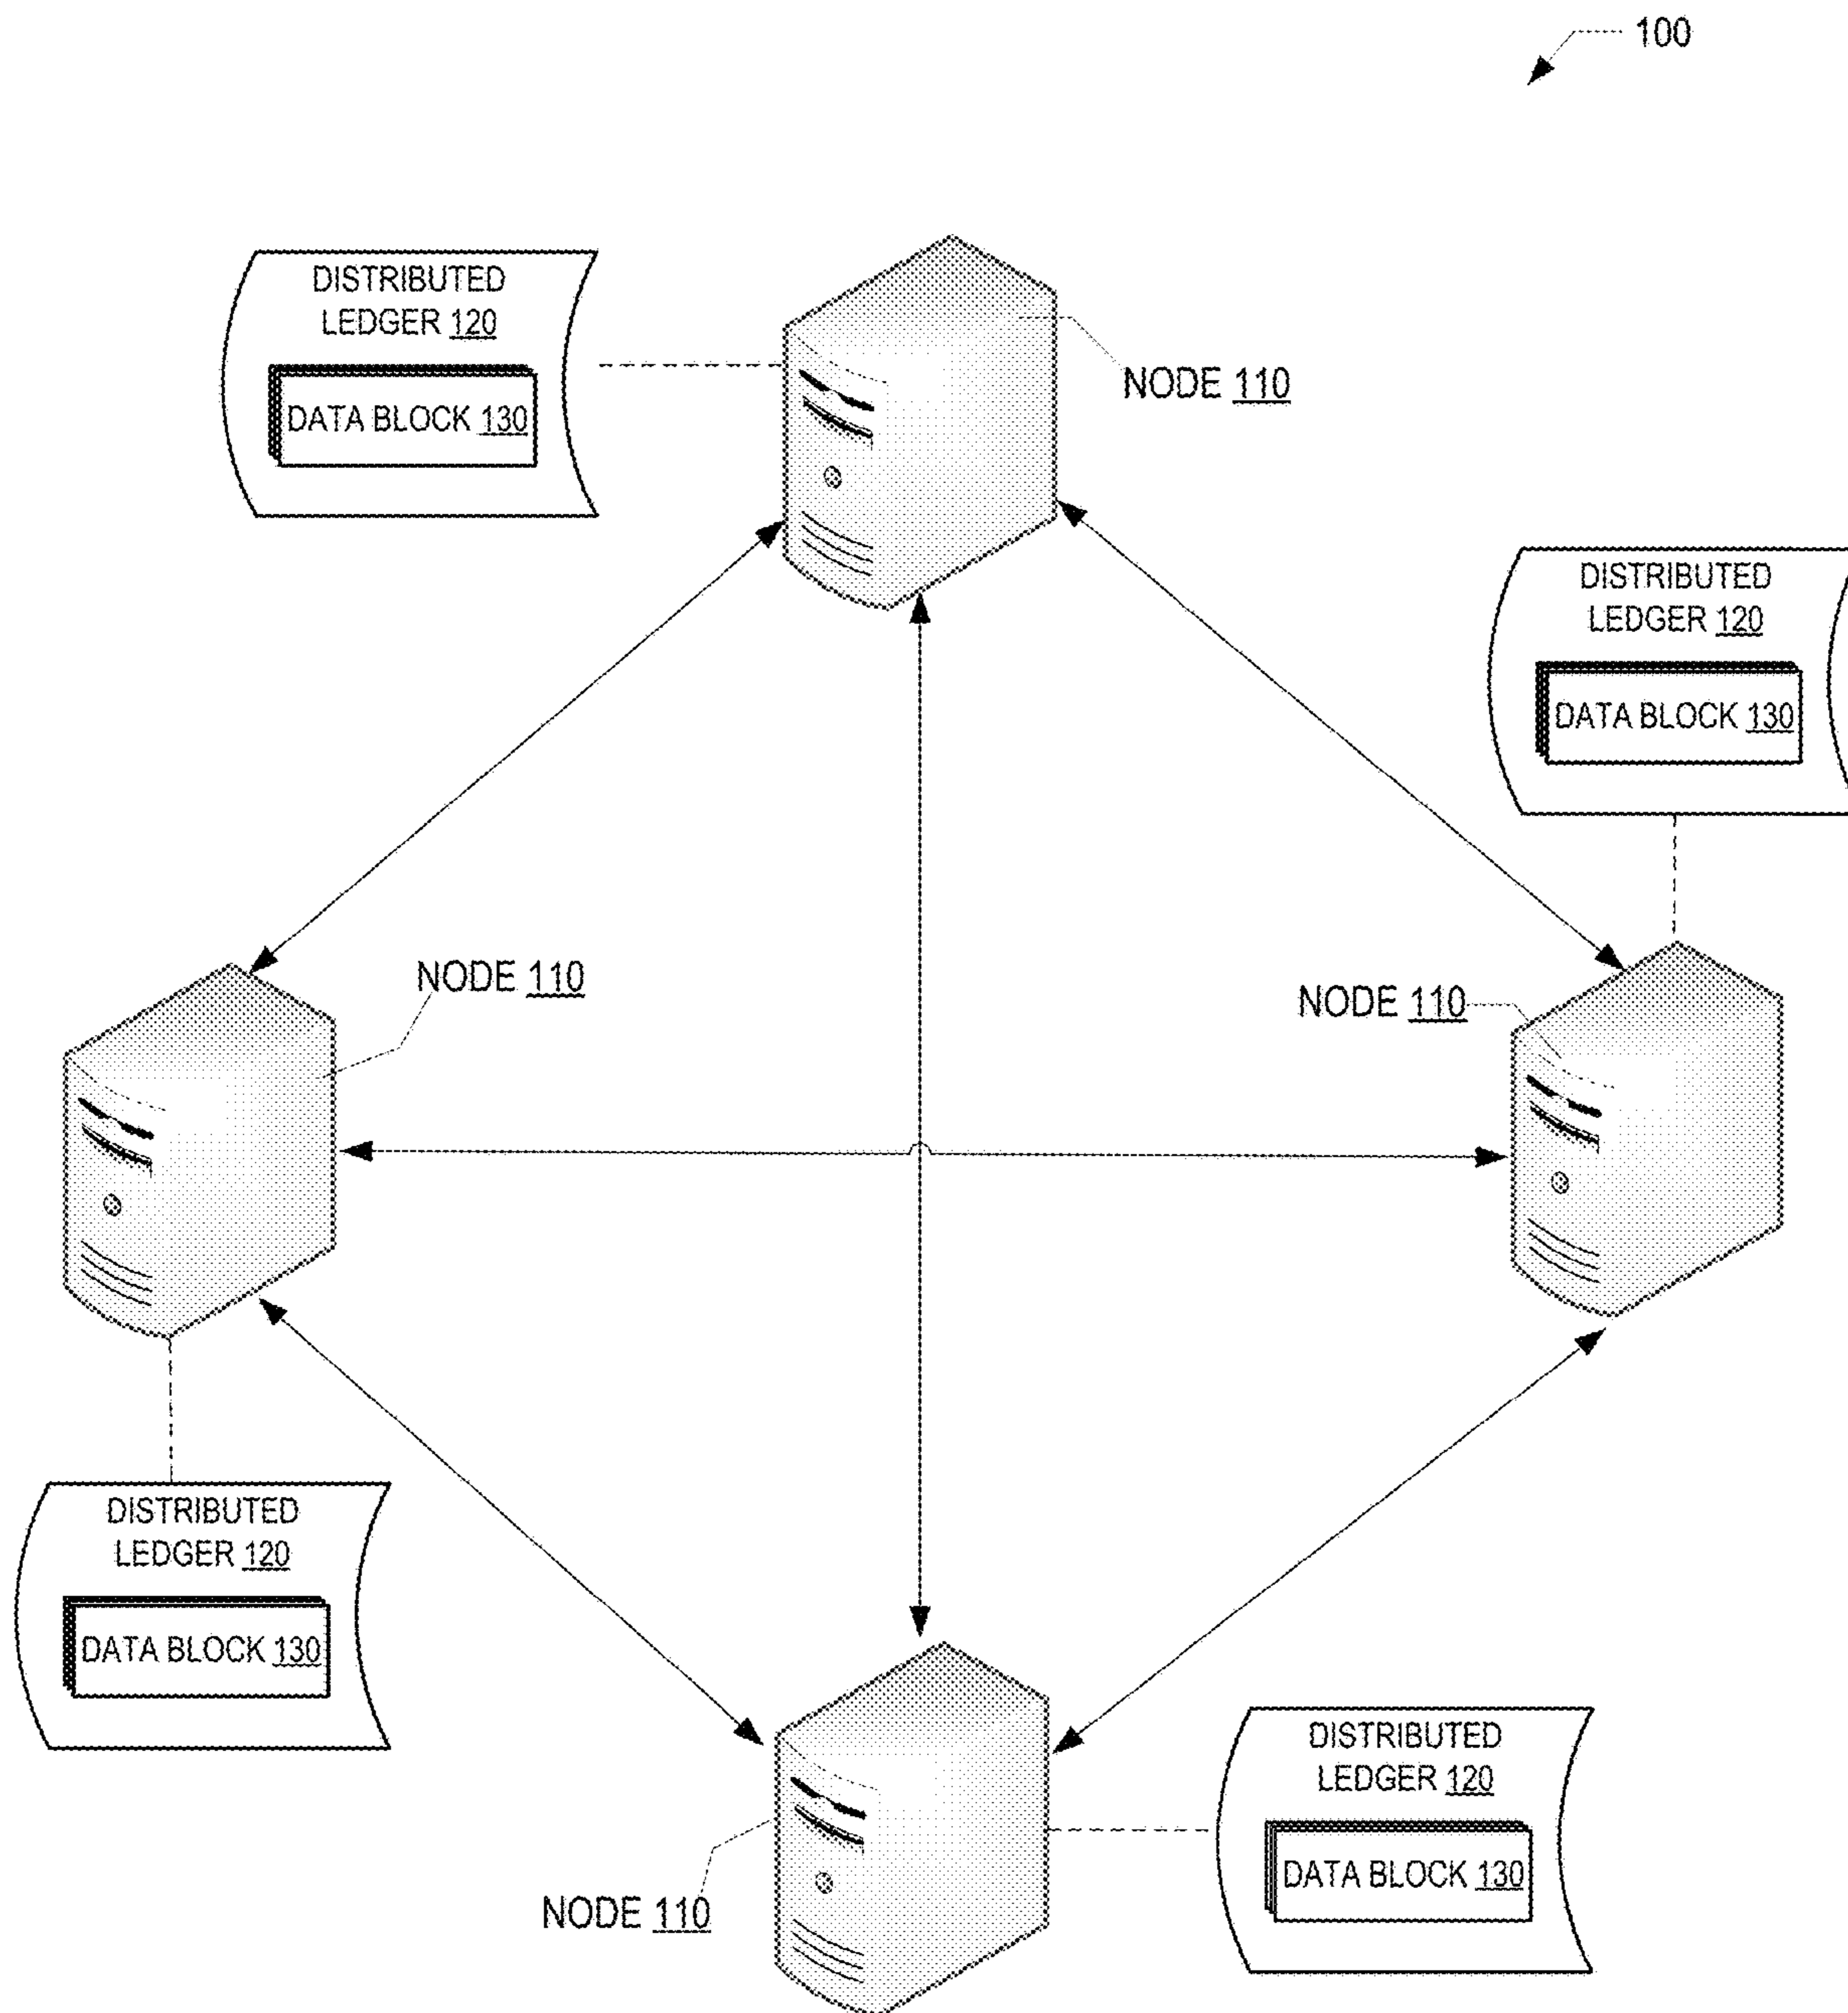 100
DISTRIBUTED
LEDGER 120
DATA BLOCK 130
NODE 110
DISTRIBUTED
LEDGER 120
DATA BLOCK 130
NODE 110
NODE 110
DISTRIBUTED
LEDGER 120
DATA BLOCK 130
DISTRIBUTED
LEDGER 120
DATA BLOCK 130
NODE 110